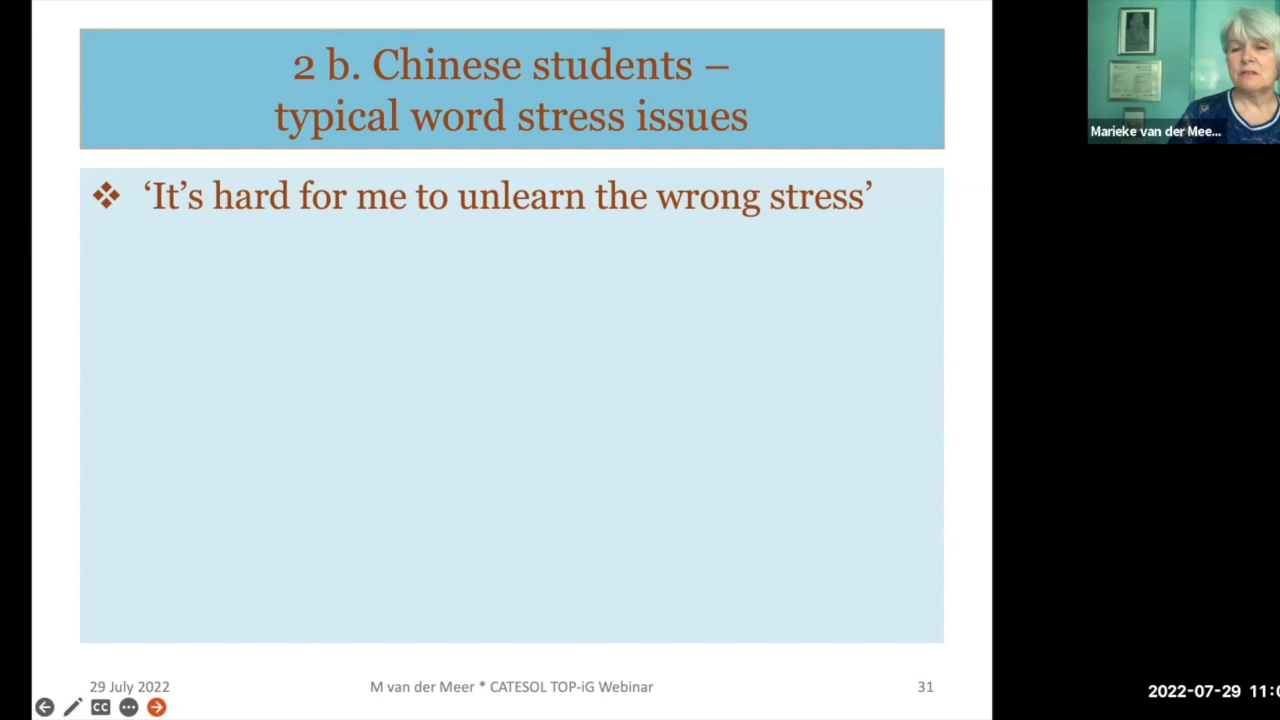 2 b. Chinese students –
typical word stress issues
❖ ‘It’s hard for me to unlearn the wrong stress’
Marieke van der Mee...
29 July 2022
M van der Meer * CATESOL TOP-iG Webinar
31
CC
2022-07-29 11:0